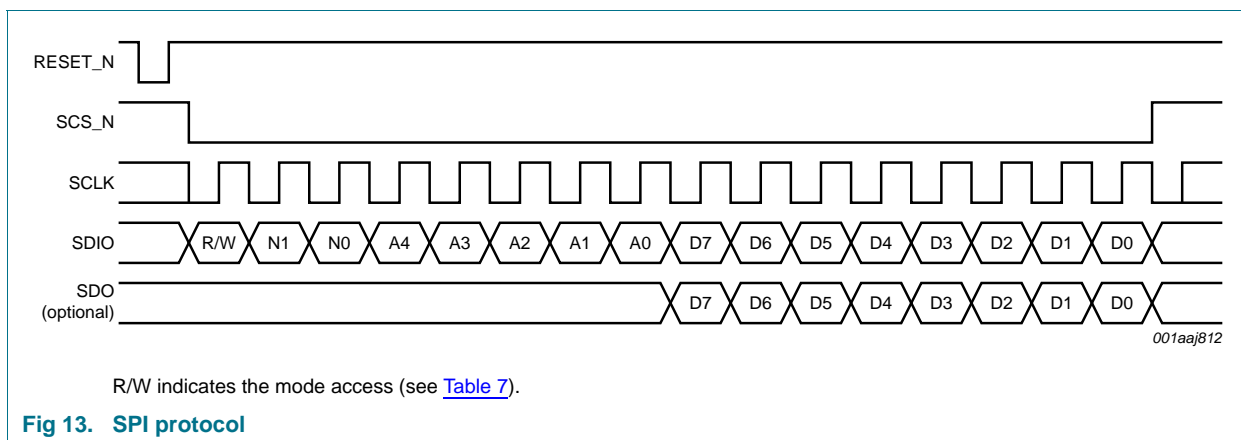 RESET_N
SCS_N
SCLK
SDIO R/W N1 N0 A4 A3 A2 A1 A0 D7 D6 D5 D4 D3 D2 D1 D0
SDO
(optional) D7 D6 D5 D4 D3 D2 D1 D0
001aaj812
R/W indicates the mode access (see Table 7).
Fig 13. SPI protocol